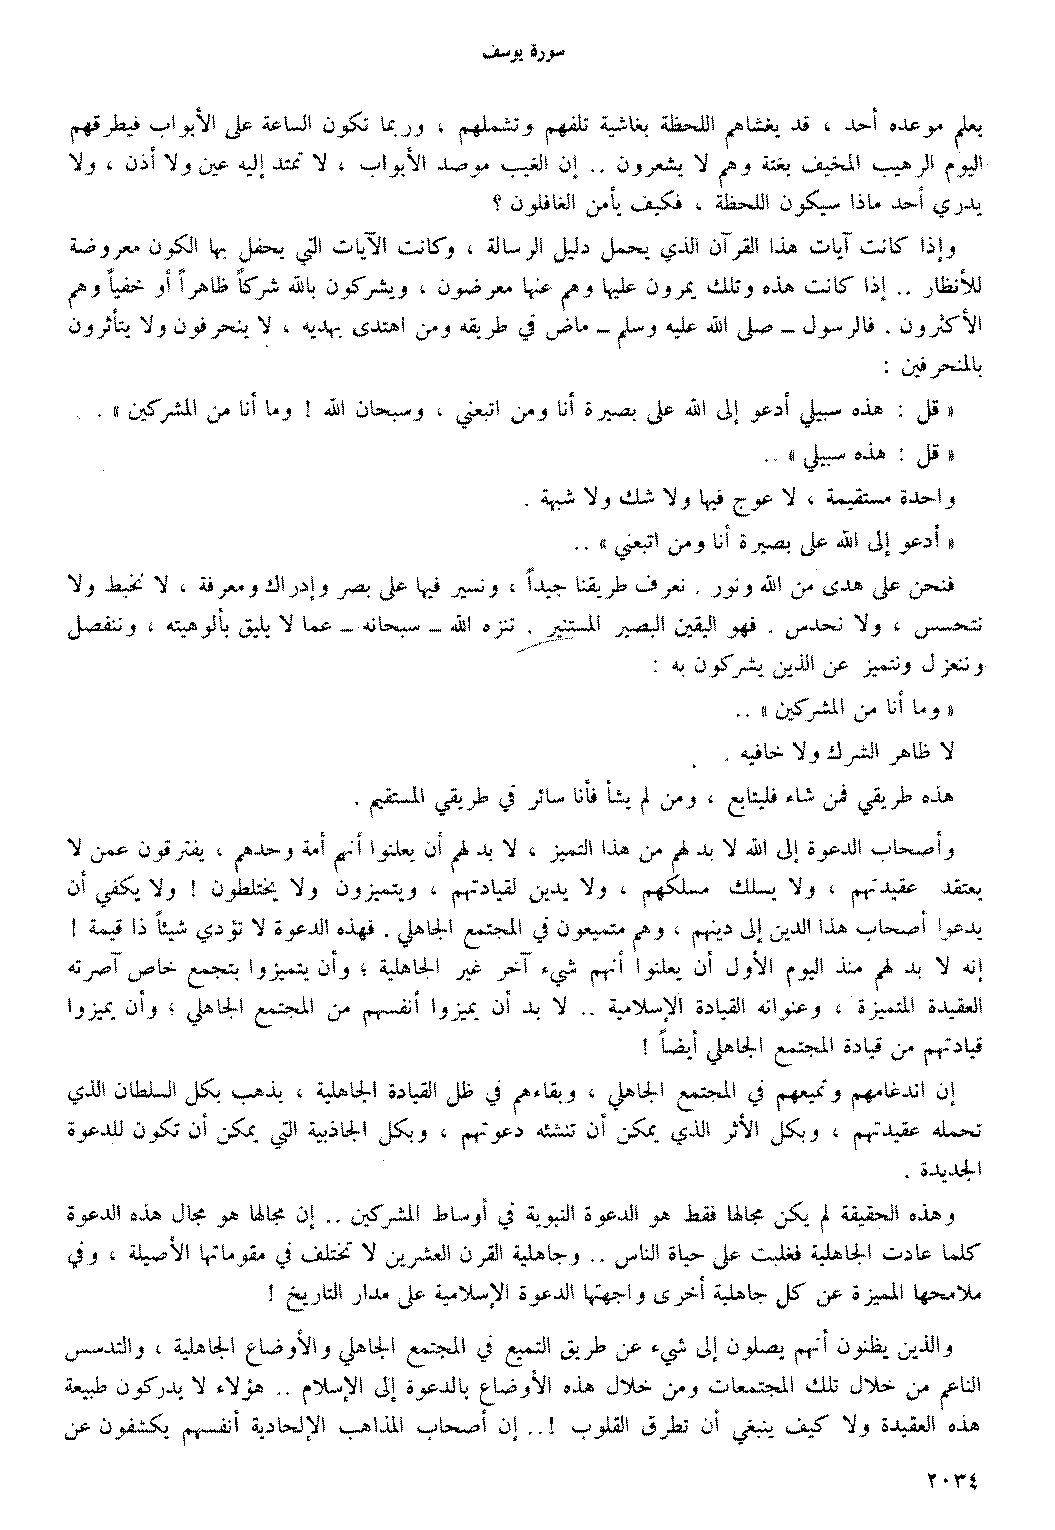 سورة يوسف
يعلم موعده أحد ، قد يغشاهم اللحظة بغاشية تلفهم وتشملهم ، وربما تكون الساعة على الأبواب فيطرقهم
اليوم الرهيب المخيف بغتة وهم لا يشعرون .. إن الغيب موصد الأبواب ، لا تمتد إليه عين ولا أذن ، ولا
يدري أحد ماذا سيكون اللحظة ، فكيف يأمن الغافلون ؟
وإذا كانت آيات هذا القرآن الذي يحمل دليل الرسالة ، وكانت الآيات التي يحفل بها الكون معروضة
للأنظار .. إذا كانت هذه وتلك يمرون عليها وهم عنها معرضون ، ويشركون بالله شركاً ظاهراً أو خفياً وهم
الأكثرون . فالرسول – صلى الله عليه وسلم – ماض في طريقه ومن اهتدى بهديه ، لا ينحرفون ولا يتأثرون
بالمنحرفين :
« قل : هذه سبيلي أدعو إلى الله على بصيرة أنا ومن اتبعني ، وسبحان الله ! وما أنا من المشركين » .
« قل : هذه سبيلي » ..
واحدة مستقيمة ، لا عوج فيها ولا شك ولا شبهة .
« أدعو إلى الله على بصيرة أنا ومن اتبعني » ..
فنحن على هدى من الله ونور . نعرف طريقنا جيداً ، ونسير فيها على بصر وإدراك ومعرفة ، لا نخبط ولا
نتحسس ، ولا نحدس . فهو اليقين البصير المستنير . ننزه الله – سبحانه – عما لا يليق بألوهيته ، وننفصل
وننعزل ونتميز عن الذين يشركون به :
« وما أنا من المشركين » ..
لا ظاهر الشرك ولا خافيه .
هذه طريقي فمن شاء فليتابع ، ومن لم يشأ فأنا سائر في طريقي المستقيم .
وأصحاب الدعوة إلى الله لا بد لهم من هذا التميز ، لا بد لهم أن يعلنوا أنهم أمة وحدهم ، يفترقون عمن لا
يعتقد عقيدتهم ، ولا يسلك مسلكهم ، ولا يدين لقيادتهم ، ويتميزون ولا يختلطون ! ولا يكفي أن
يدعوا أصحاب هذا الدين إلى دينهم ، وهم متميعون في المجتمع الجاهلي . فهذه الدعوة لا تؤدي شيئاً ذا قيمة !
إنه لا بد لهم منذ اليوم الأول أن يعلنوا أنهم شيء آخر غير الجاهلية ؛ وأن يتميزوا بتجمع خاص آصرته
العقيدة المتميزة ، وعنوانه القيادة الإسلامية .. لا بد أن يميزوا أنفسهم من المجتمع الجاهلي ؛ وأن يميزوا
قيادتهم من قيادة المجتمع الجاهلي أيضاً !
إن اندغامهم وتميعهم في المجتمع الجاهلي ، وبقاءهم في ظل القيادة الجاهلية ، يذهب بكل السلطان الذي
تحمله عقيدتهم ، وبكل الأثر الذي يمكن أن تنشئه دعوتهم ، وبكل الجاذبية التي يمكن أن تكون للدعوة
الجديدة .
وهذه الحقيقة لم يكن مجالها فقط هو الدعوة النبوية في أوساط المشركين .. إن مجالها هو مجال هذه الدعوة
كلما عادت الجاهلية فغلبت على حياة الناس .. وجاهلية القرن العشرين لا تختلف في مقوماتها الأصيلة ، وفي
ملامحها المميزة عن كل جاهلية أخرى واجهتها الدعوة الإسلامية على مدار التاريخ !
والذين يظنون أنهم يصلون إلى شيء عن طريق التميع في المجتمع الجاهلي والأوضاع الجاهلية ، والتدسس
الناعم من خلال تلك المجتمعات ومن خلال هذه الأوضاع بالدعوة إلى الإسلام .. هؤلاء لا يدركون طبيعة
هذه العقيدة ولا كيف ينبغي أن تطرق القلوب ! .. إن أصحاب المذاهب الإلحادية أنفسهم يكشفون عن
٢٠٣٤